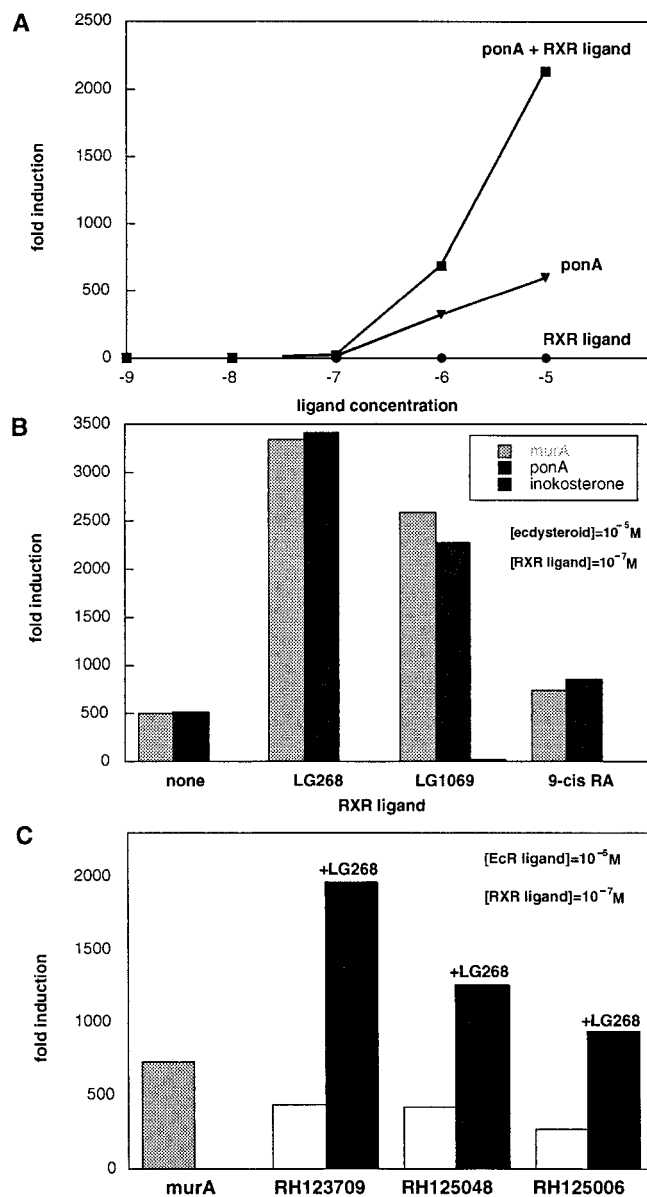 A
2500
2000
1500
1000
500
0
fold induction
ponA + RXR ligand
ponA
RXR ligand
-9 -8 -7 -6 -5
ligand concentration
B
3500
3000
2500
2000
1500
1000
500
0
fold induction
murA
ponA
inokosterone
[ecdysteroid]=10⁻⁵M
[RXR ligand]=10⁻⁷M
none LG268 LG1069 9-cis RA
RXR ligand
C
2000
1500
1000
500
0
fold induction
[EcR ligand]=10⁻⁵M
[RXR ligand]=10⁻⁷M
+LG268
+LG268
+LG268
murA RH123709 RH125048 RH125006